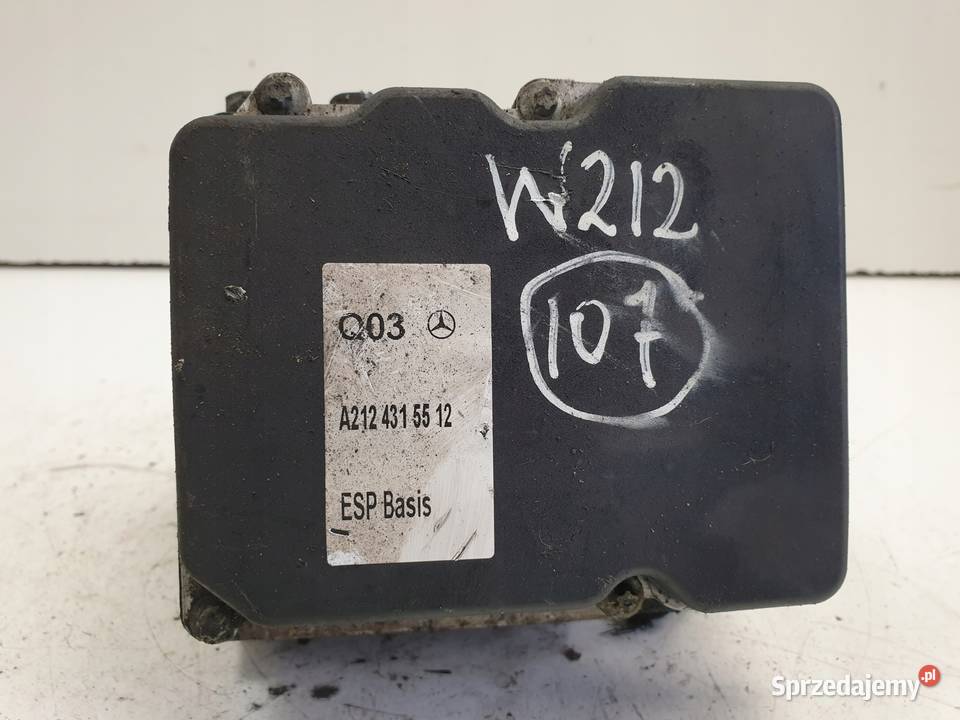 W212
107
Q03
A212 431 55 12
ESP Basis
Sprzedajemy.pl